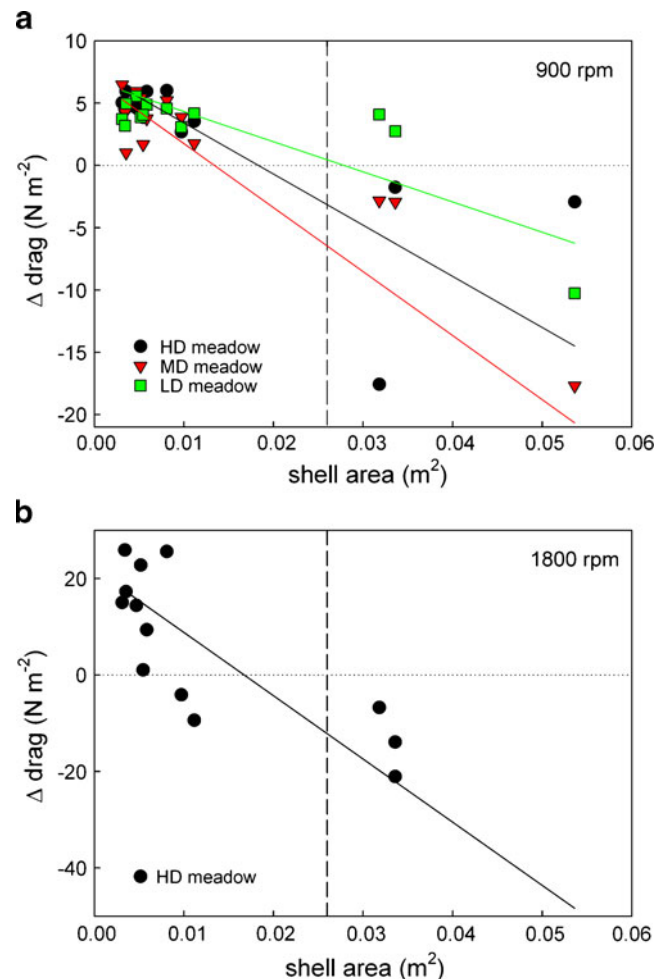 a
900 rpm
10
5
0
-5
-10
-15
-20
Δ drag (N m⁻²)
HD meadow
MD meadow
LD meadow
0.00 0.01 0.02 0.03 0.04 0.05 0.06
shell area (m²)
b
1800 rpm
20
0
-20
-40
Δ drag (N m⁻²)
HD meadow
0.00 0.01 0.02 0.03 0.04 0.05 0.06
shell area (m²)